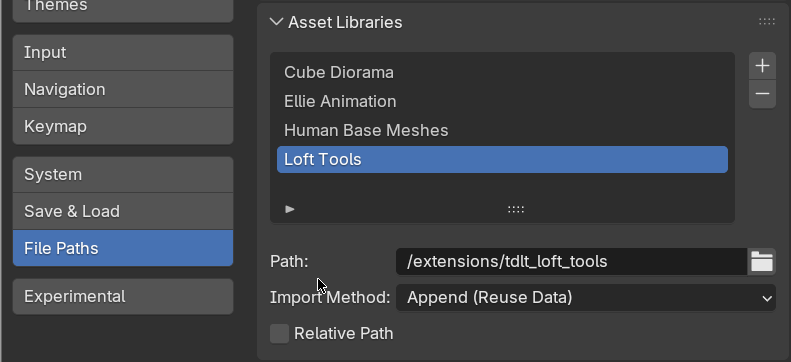 Themes
Input
Navigation
Keymap
System
Save & Load
File Paths
Experimental
Asset Libraries
Cube Diorama
Ellie Animation
Human Base Meshes
Loft Tools
Path: /extensions/tdlt_loft_tools
Import Method: Append (Reuse Data)
Relative Path